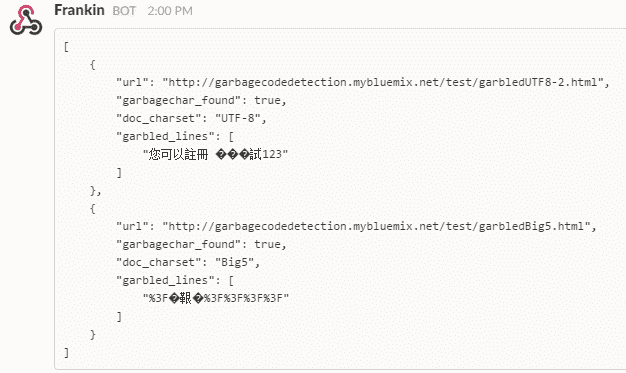 Frankin BOT 2:00 PM
[
    {
        "url": "http://garbagecodedetection.mybluemix.net/test/garbledUTF8-2.html",
        "garbagechar_found": true,
        "doc_charset": "UTF-8",
        "garbled_lines": [
            "您可以註冊 ���試123"
        ]
    },
    {
        "url": "http://garbagecodedetection.mybluemix.net/test/garbledBig5.html",
        "garbagechar_found": true,
        "doc_charset": "Big5",
        "garbled_lines": [
            "%3F�報�%3F%3F%3F%3F"
        ]
    }
]